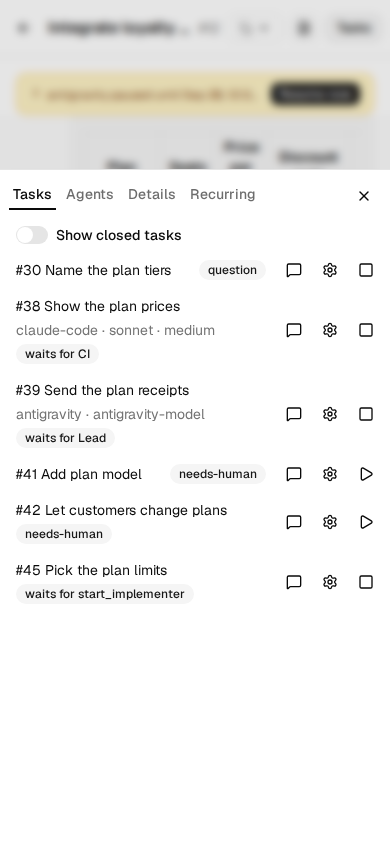 Tasks Agents Details Recurring
Show closed tasks
#30 Name the plan tiers question
#38 Show the plan prices
claude-code · sonnet · medium
waits for CI
#39 Send the plan receipts
antigravity · antigravity-model
waits for Lead
#41 Add plan model needs-human
#42 Let customers change plans
needs-human
#45 Pick the plan limits
waits for start_implementer